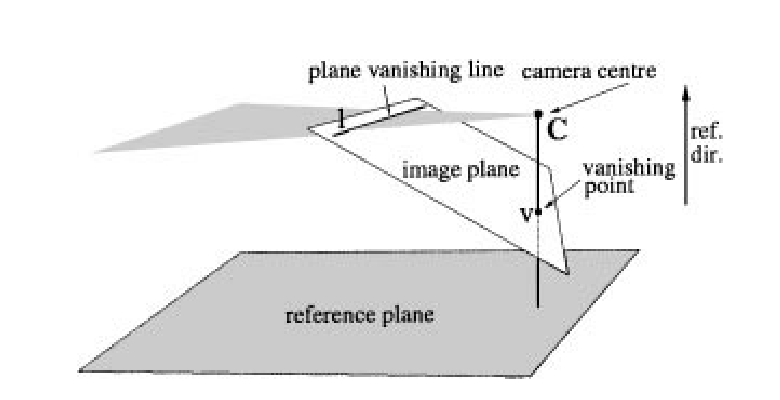 plane vanishing line
camera centre
l
C
ref.
dir.
image plane
vanishing
point
v
reference plane